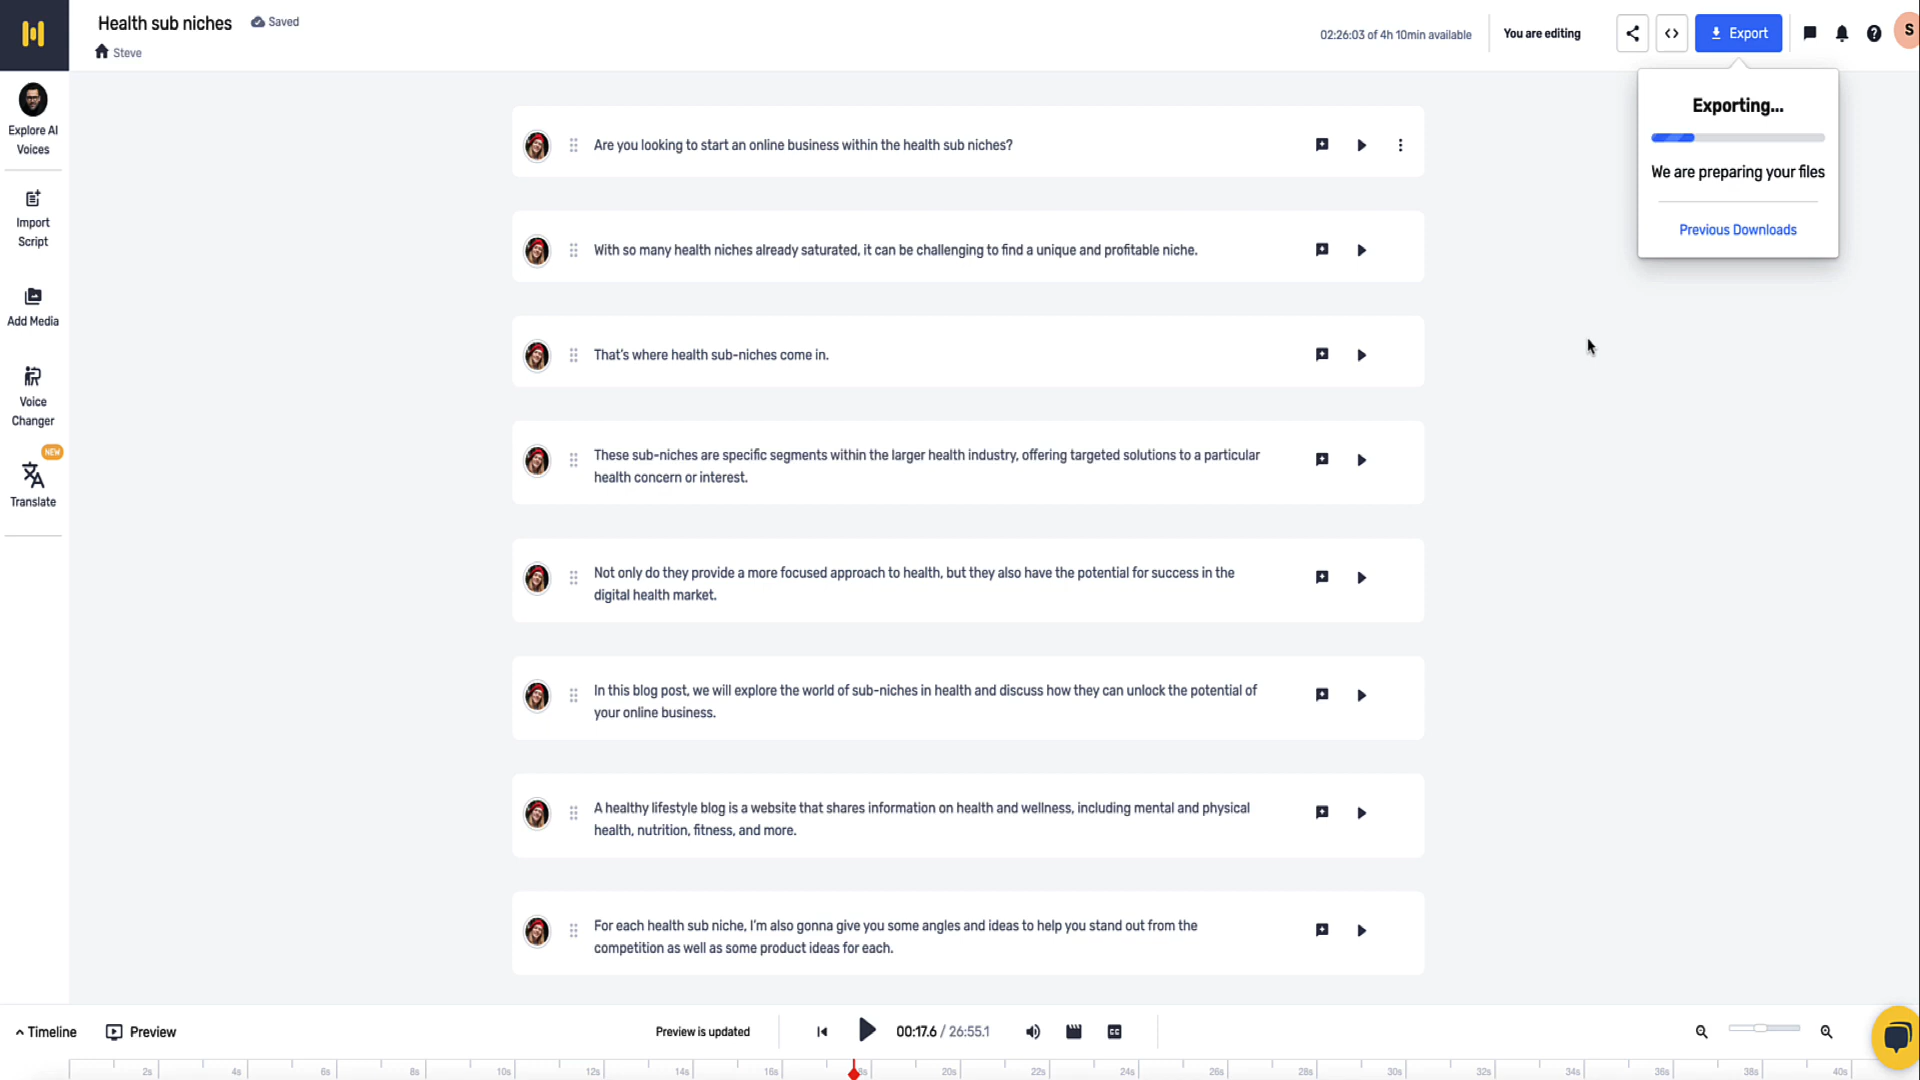 Health sub niches
Saved
Steve
02:26:03 of 4h 10min available
You are editing
Export
S
Exporting...
We are preparing your files
Previous Downloads
Explore AI
Voices
Import
Script
Add Media
Voice
Changer
NEW
Translate
Are you looking to start an online business within the health sub niches?
With so many health niches already saturated, it can be challenging to find a unique and profitable niche.
That's where health sub-niches come in.
These sub-niches are specific segments within the larger health industry, offering targeted solutions to a particular
health concern or interest.
Not only do they provide a more focused approach to health, but they also have the potential for success in the
digital health market.
In this blog post, we will explore the world of sub-niches in health and discuss how they can unlock the potential of
your online business.
A healthy lifestyle blog is a website that shares information on health and wellness, including mental and physical
health, nutrition, fitness, and more.
For each health sub niche, I'm also gonna give you some angles and ideas to help you stand out from the
competition as well as some product ideas for each.
Timeline
Preview
Preview is updated
00:17.6 / 26:55.1
CC
2s 4s 6s 8s 10s 12s 14s 16s 20s 22s 24s 26s 28s 30s 32s 34s 36s 38s 40s